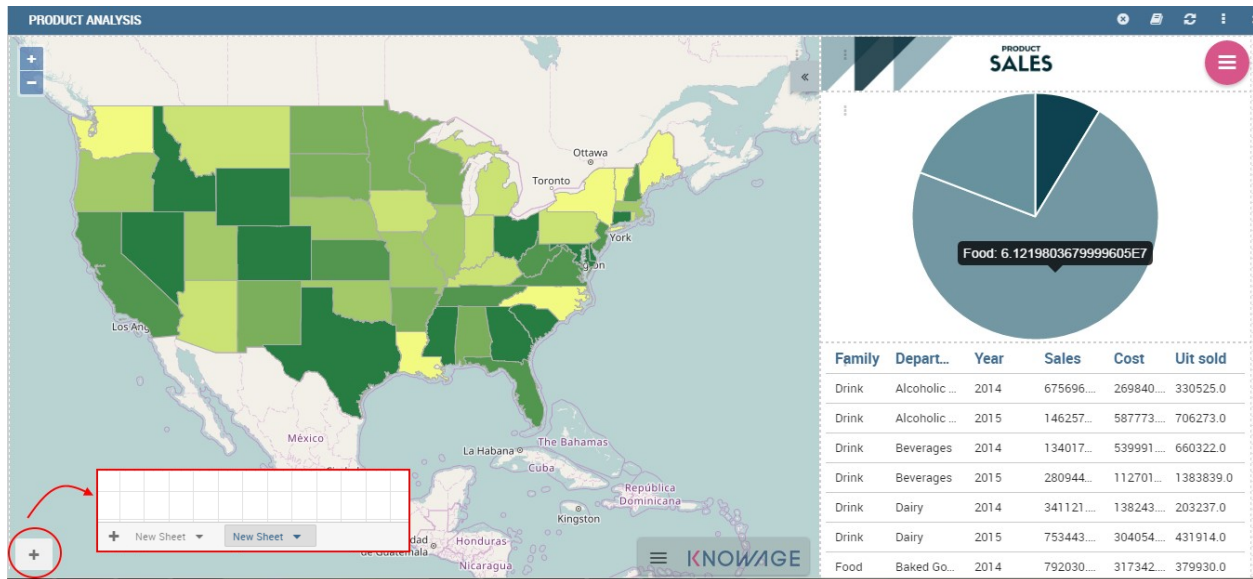 PRODUCT ANALYSIS
+
−
«
Ottawa
Toronto
York
Los Ang
México
La Habana
The Bahamas
Cuba
República
Dominicana
Kingston
Honduras
Nicaragua
+ New Sheet New Sheet
+
KNOWAGE
PRODUCT
SALES
Food: 6.1219803679999605E7
Family Depart... Year Sales Cost Uit sold
Drink Alcoholic ... 2014 675696.... 269840.... 330525.0
Drink Alcoholic ... 2015 146257... 587773.... 706273.0
Drink Beverages 2014 134017... 539991.... 660322.0
Drink Beverages 2015 280944... 112701... 1383839.0
Drink Dairy 2014 341121.... 138243.... 203237.0
Drink Dairy 2015 753443.... 304054.... 431914.0
Food Baked Go... 2014 792030.... 317342.... 379930.0